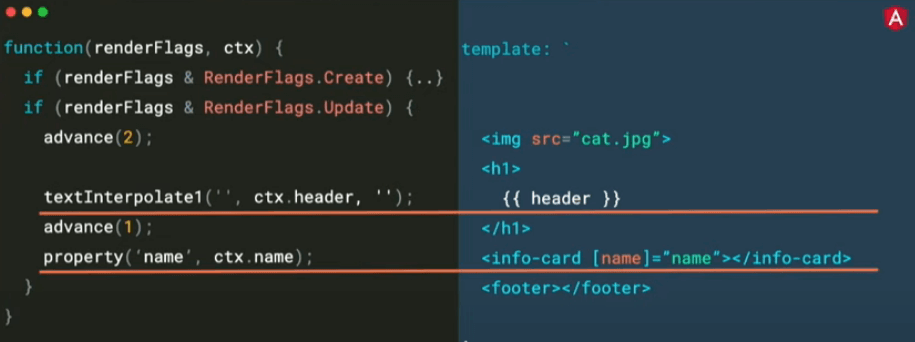 function(renderFlags, ctx) {
if (renderFlags & RenderFlags.Create) {..}
if (renderFlags & RenderFlags.Update) {
advance(2);
textInterpolate1('', ctx.header, '');
advance(1);
property('name', ctx.name);
}
}
template: `
<img src="cat.jpg">
<h1>
{{ header }}
</h1>
<info-card [name]="name"></info-card>
<footer></footer>
A